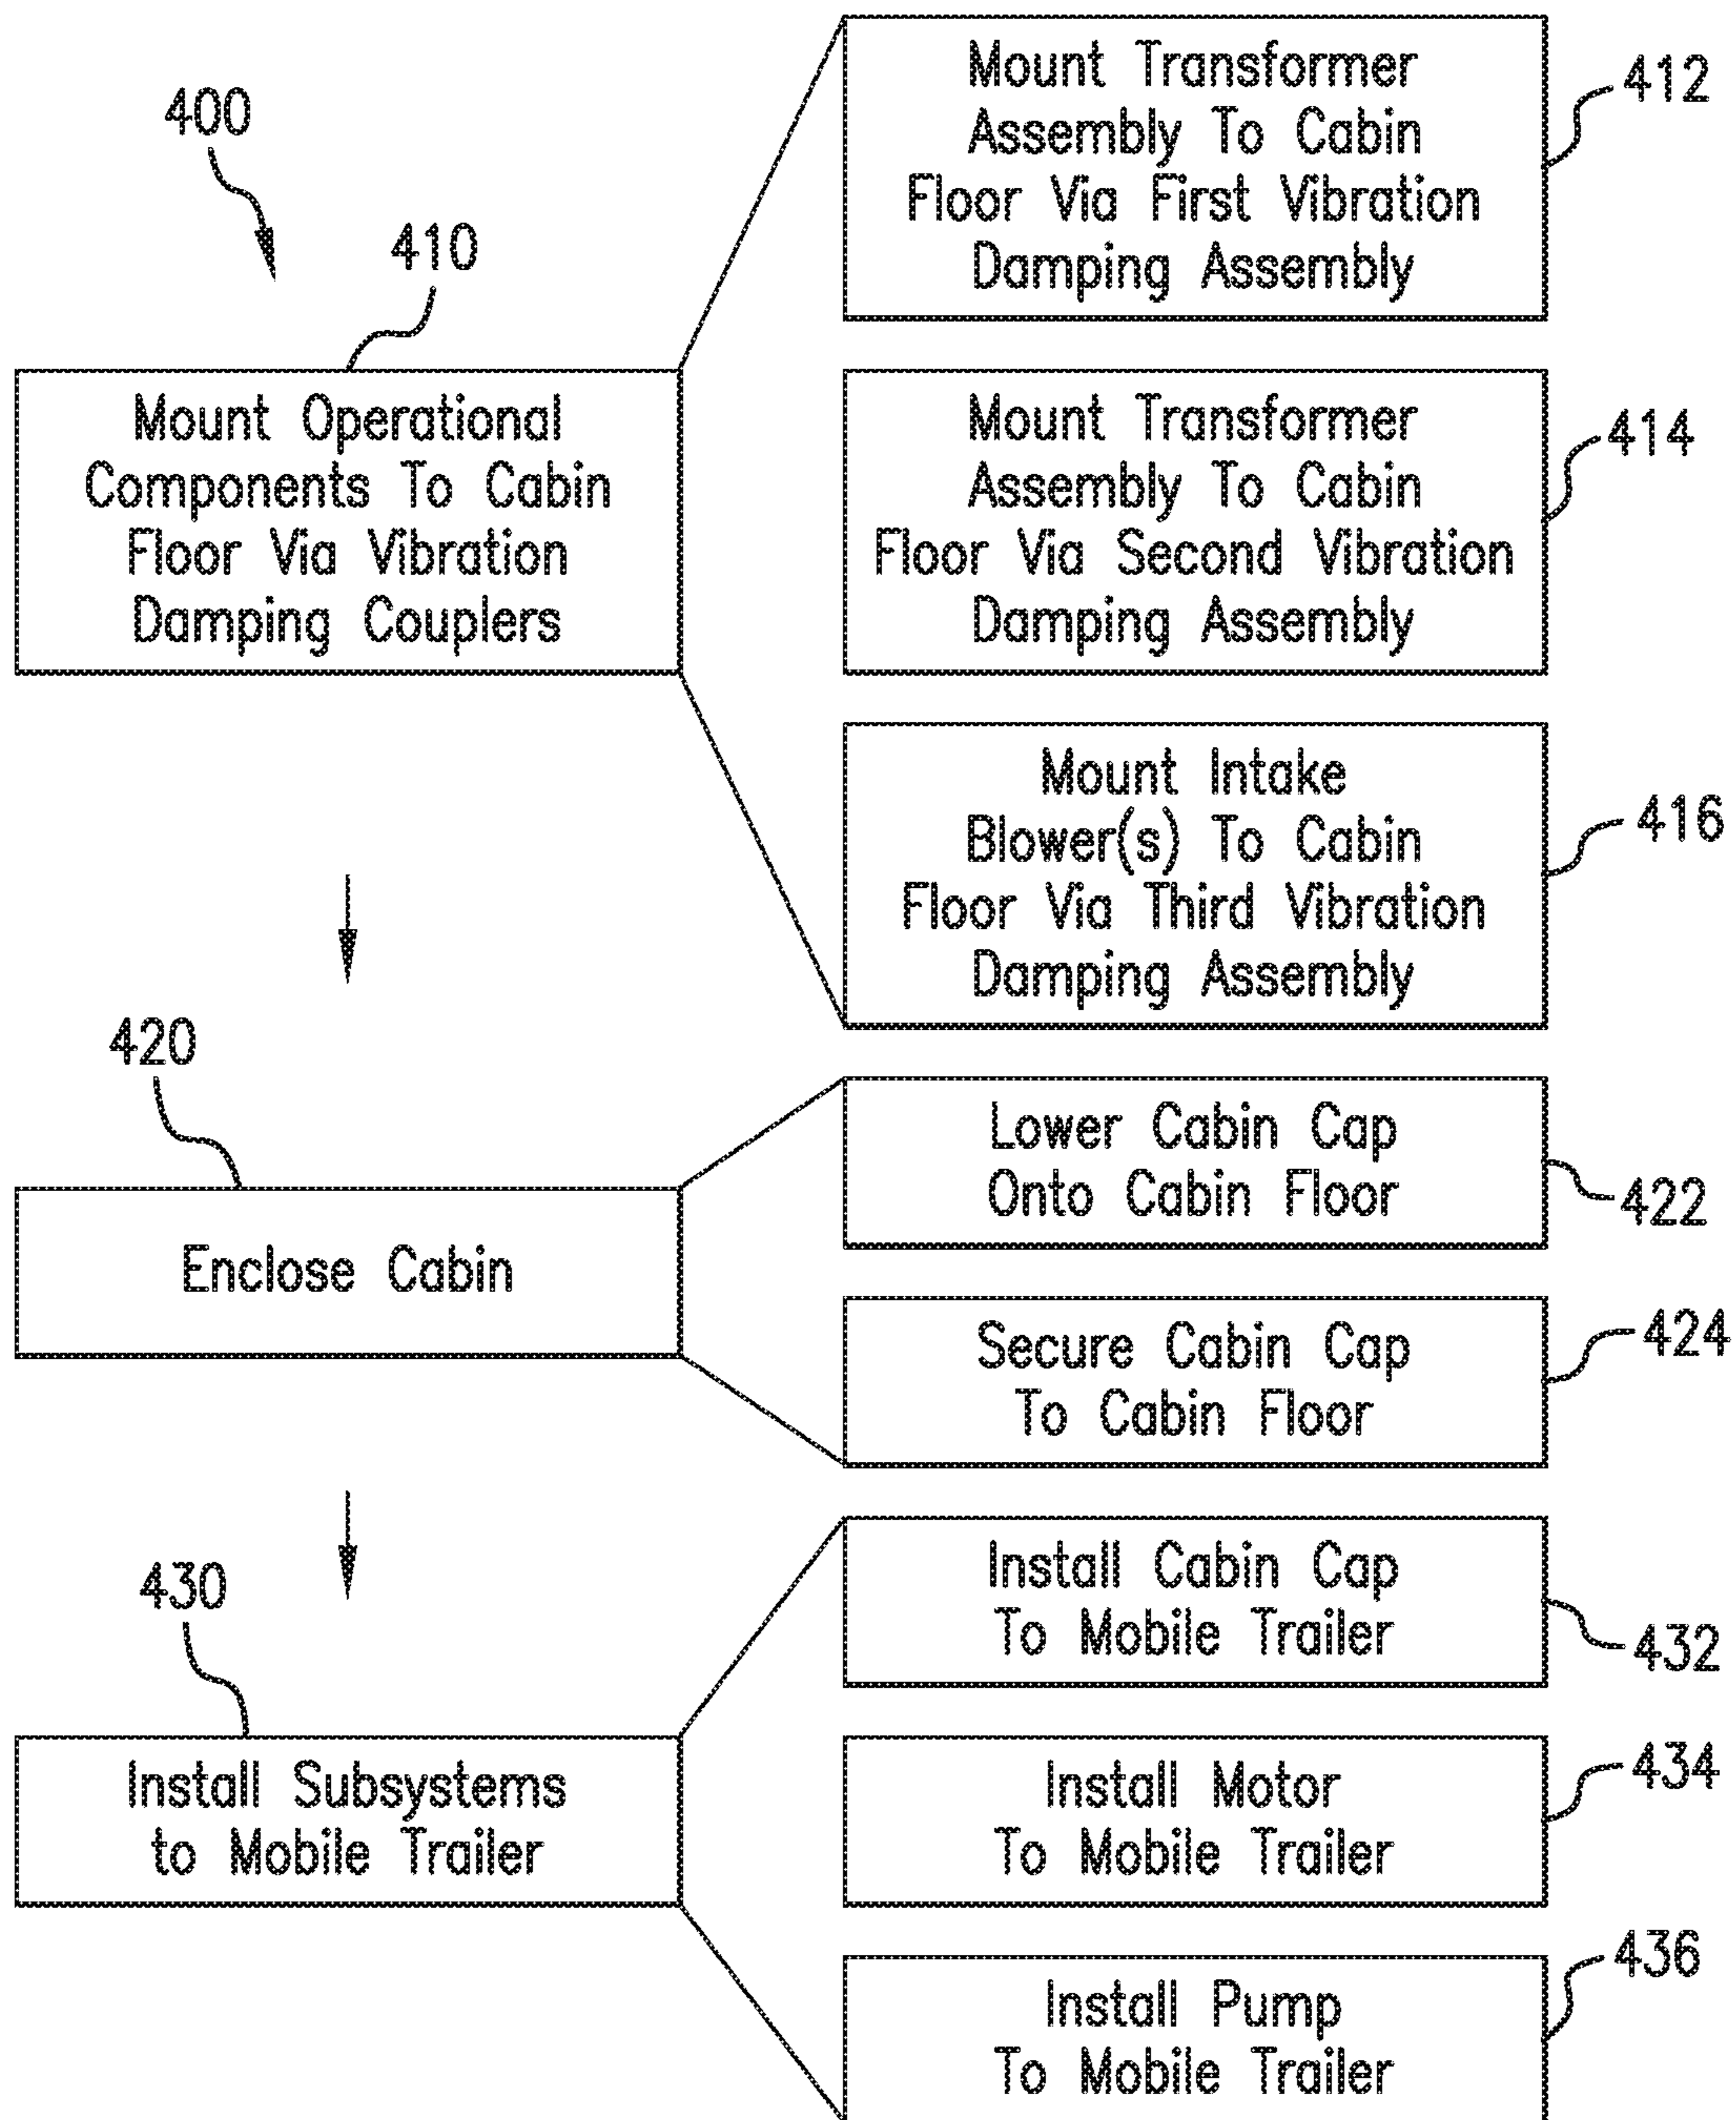 400
410
Mount Operational
Components To Cabin
Floor Via Vibration
Damping Couplers
Mount Transformer
Assembly To Cabin
Floor Via First Vibration
Damping Assembly
412
Mount Transformer
Assembly To Cabin
Floor Via Second Vibration
Damping Assembly
414
Mount Intake
Blower(s) To Cabin
Floor Via Third Vibration
Damping Assembly
416
420
Enclose Cabin
Lower Cabin Cap
Onto Cabin Floor
422
Secure Cabin Cap
To Cabin Floor
424
430
Install Subsystems
to Mobile Trailer
Install Cabin Cap
To Mobile Trailer
432
Install Motor
To Mobile Trailer
434
Install Pump
To Mobile Trailer
436